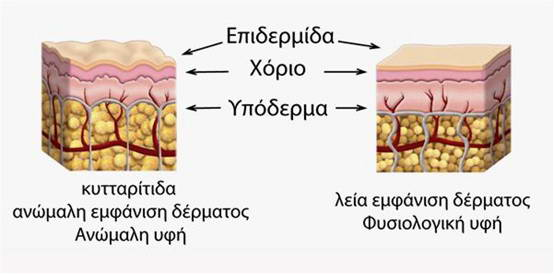 Επιδερμίδα
Χόριο
Υπόδερμα
κυτταρίτιδα
ανώμαλη εμφάνιση δέρματος
Ανώμαλη υφή
λεία εμφάνιση δέρματος
Φυσιολογική υφή